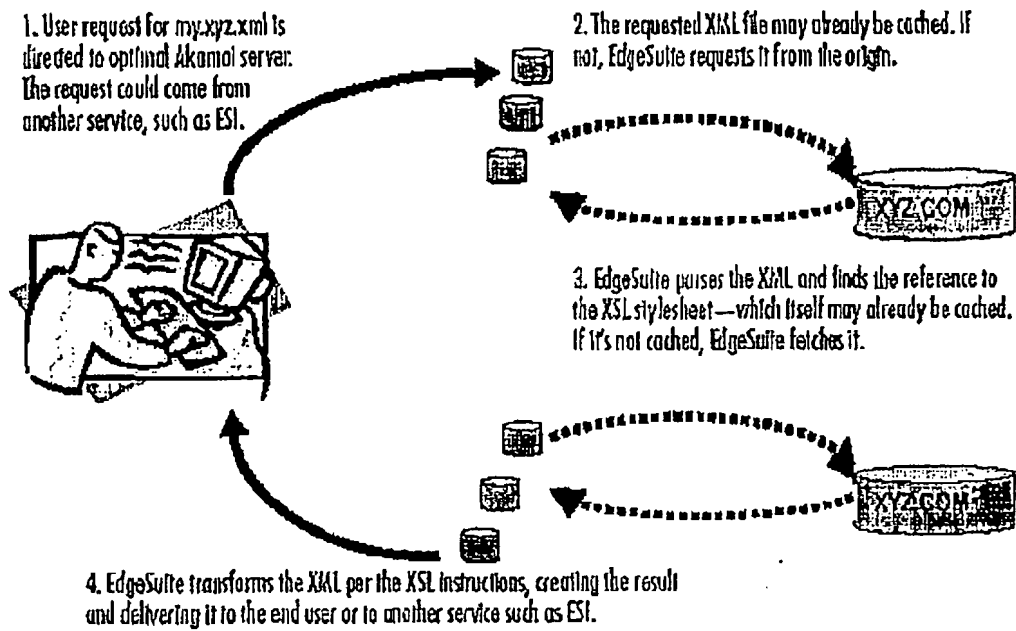 1. User request for my.xyz.xml is
directed to optimal Akamai server.
The request could come from
another service, such as ESI.
2. The requested XML file may already be cached. If
not, EdgeSuite requests it from the origin.
XYZ.COM
3. EdgeSuite parses the XML and finds the reference to
the XSL stylesheet—which itself may already be cached.
If it's not cached, EdgeSuite fetches it.
XYZ.COM
4. EdgeSuite transforms the XML per the XSL instructions, creating the result
and delivering it to the end user or to another service such as ESI.